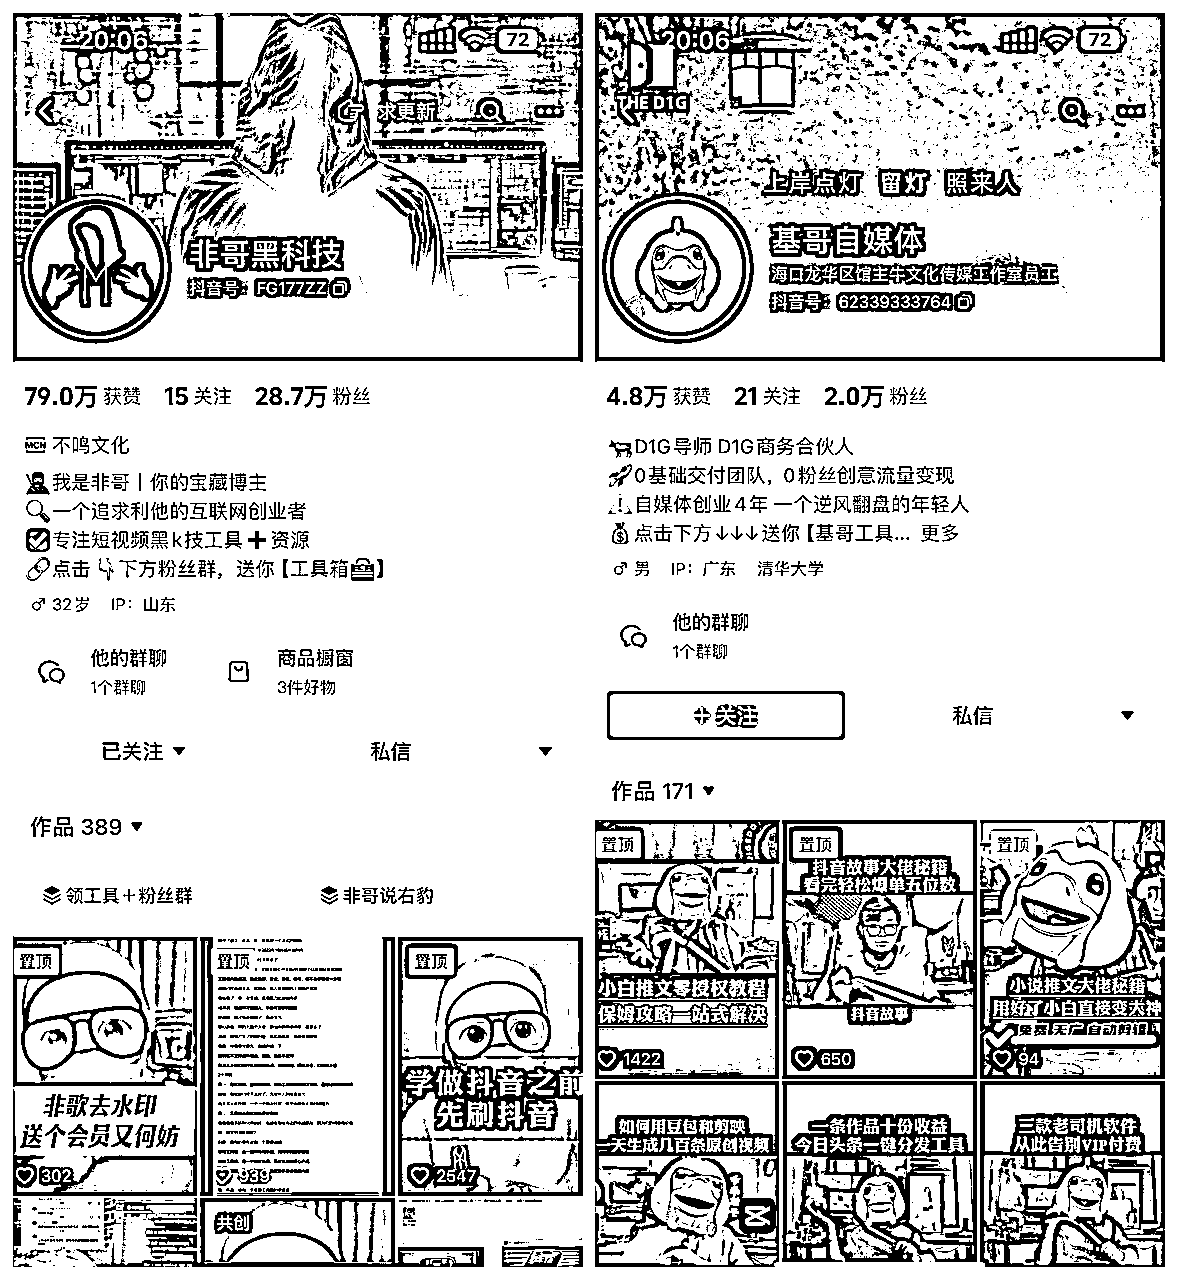 20:06
72
求更新
非哥黑科技
抖音号：FG177ZZ
79.0万 获赞 15 关注 28.7万 粉丝
MCN 不鸣文化
我是非哥｜你的宝藏博主
一个追求利他的互联网创业者
专注短视频黑k技工具➕资源
点击👇下方粉丝群，送你【工具箱🧰】
♂ 32岁 IP：山东
他的群聊
1个群聊
商品橱窗
3件好物
已关注
私信
作品 389
领工具＋粉丝群
非哥说右豹
置顶
非歌去水印
送个会员又何妨
302
置顶
939
置顶
学做抖音之前
先刷抖音
2547
共创
20:06
72
THE D1G
上岸点灯 留灯 照来人
基哥自媒体
海口龙华区馆主牛文化传媒工作室员工
抖音号：62339333764
4.8万 获赞 21 关注 2.0万 粉丝
D1G导师 D1G商务合伙人
0基础交付团队，0粉丝创意流量变现
自媒体创业4年 一个逆风翻盘的年轻人
点击下方↓↓↓送你【基哥工具... 更多
♂ 男 IP：广东 清华大学
他的群聊
1个群聊
关注
私信
作品 171
置顶
小白推文零授权教程
保姆攻略一站式解决
1422
置顶
抖音故事大佬秘籍
看完轻松爆单五位数
抖音故事
650
置顶
小说推文大佬秘籍
用好了小白直接变大神
免费 无广 自动剪辑
94
如何用豆包和剪映
一天生成几百条原创视频
一条作品十份收益
今日头条一键分发工具
三款老司机软件
从此告别VIP付费